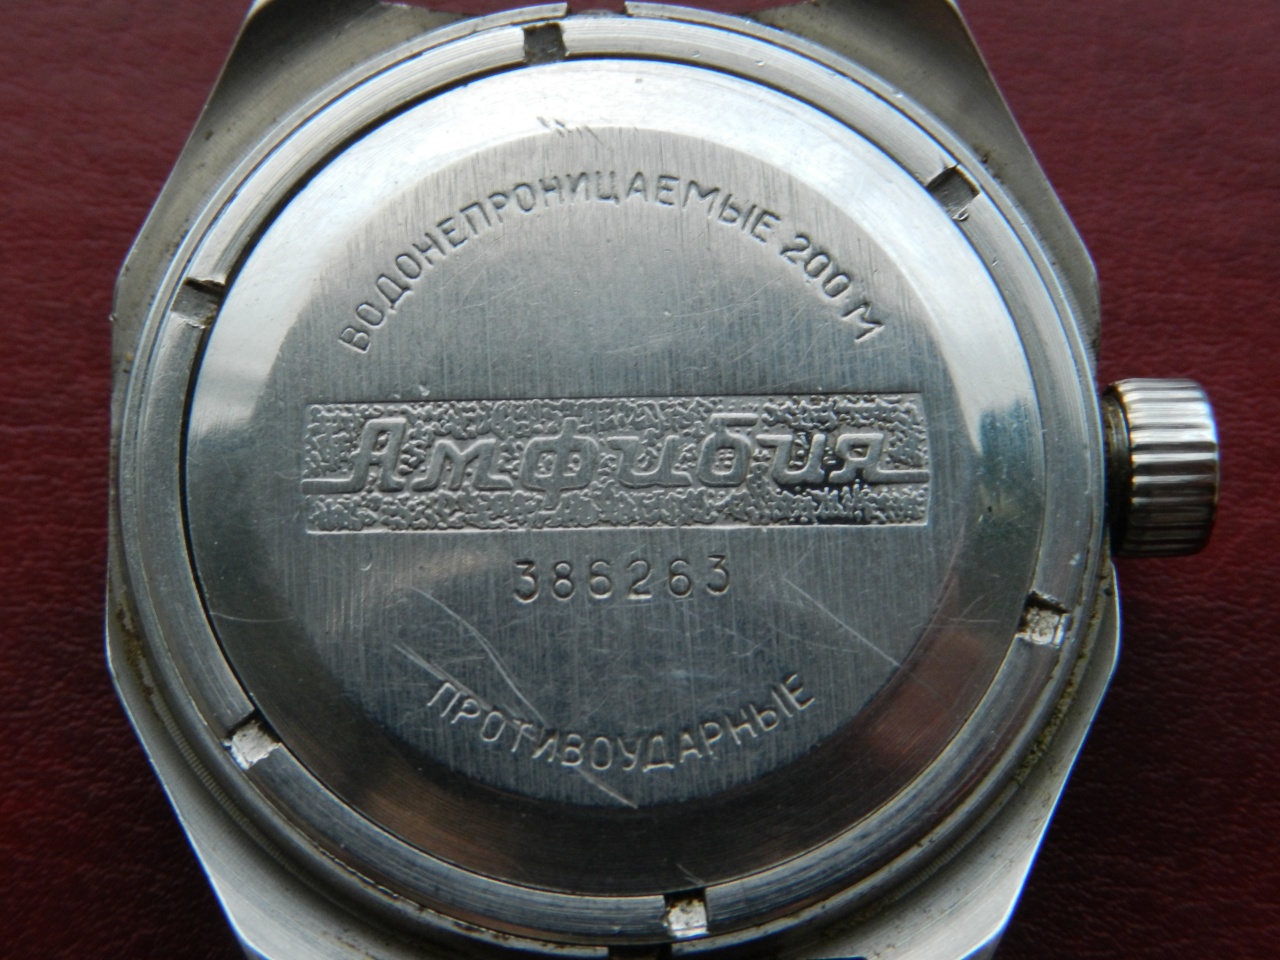 ВОДОНЕПРОНИЦАЕМЫЕ 200 М
Амфибия
386263
ПРОТИВОУДАРНЫЕ